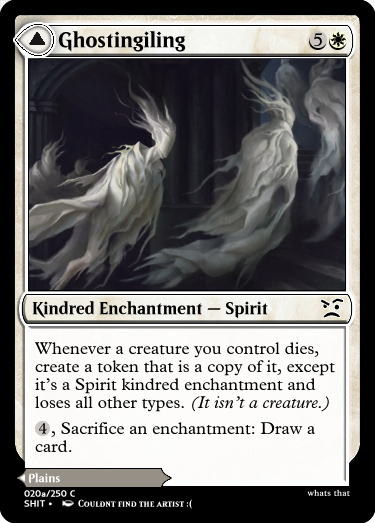 Ghostingiling 5
Kindred Enchantment — Spirit
Whenever a creature you control dies,
create a token that is a copy of it, except
it's a Spirit kindred enchantment and
loses all other types. (It isn't a creature.)
4, Sacrifice an enchantment: Draw a
card.
Plains
020a/250 C
whats that
SHIT • COULDNT FIND THE ARTIST :(